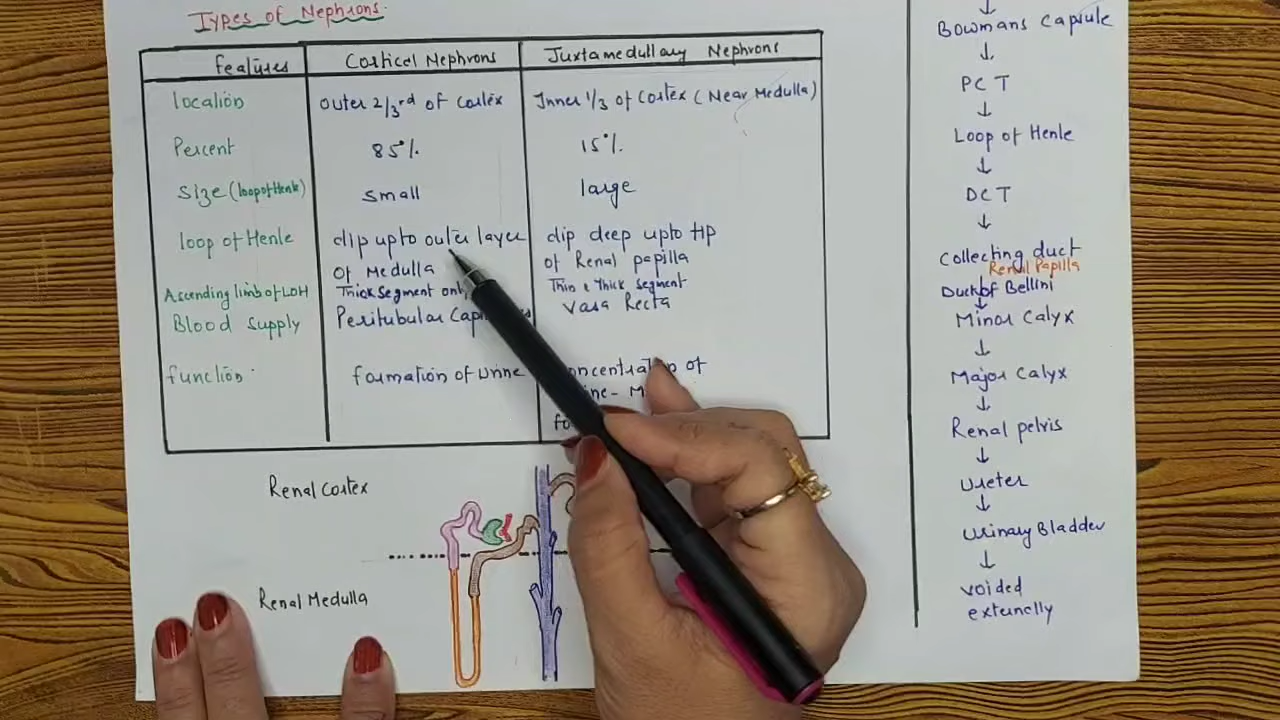 Types of Nephrons
features Cortical Nephrons Juxtamedullary Nephrons
location outer 2/3rd of cortex Inner 1/3 of cortex (Near Medulla)
Percent 85% 15%
Size (loop of Henle) small large
loop of Henle dip upto outer layer dip deep upto tip
of Medulla of Renal papilla
Ascending limb of LOH Thick segment Thin & Thick segment
Blood supply Peritubular Vasa Recta
function formation of urine of
Renal Cortex
Renal Medulla
↓
Bowmans Capsule
↓
PCT
↓
Loop of Henle
↓
DCT
↓
Collecting duct
Renal Papilla
↓
Duct of Bellini
Minor Calyx
↓
Major Calyx
↓
Renal pelvis
↓
Ureter
↓
Urinary Bladder
↓
voided
externelly